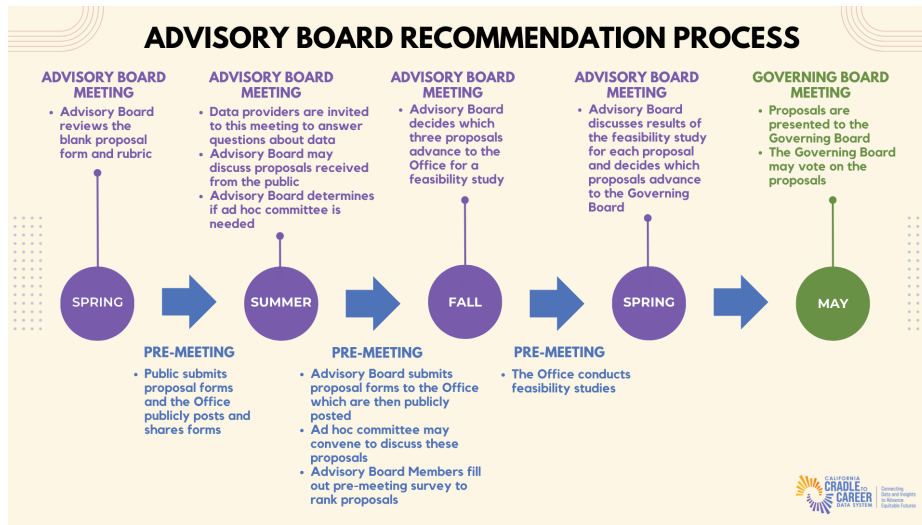 ADVISORY BOARD RECOMMENDATION PROCESS
ADVISORY BOARD
MEETING
• Advisory Board
reviews the
blank proposal
form and rubric
ADVISORY BOARD
MEETING
• Data providers are invited
to this meeting to answer
questions about data
• Advisory Board may
discuss proposals received
from the public
• Advisory Board determines
if ad hoc committee is
needed
ADVISORY BOARD
MEETING
• Advisory Board
decides which
three proposals
advance to the
Office for a
feasibility study
ADVISORY BOARD
MEETING
• Advisory Board
discusses results of
the feasibility study
for each proposal
and decides which
proposals advance
to the Governing
Board
GOVERNING BOARD
MEETING
• Proposals are
presented to the
Governing Board
• The Governing Board
may vote on the
proposals
SPRING
SUMMER
FALL
SPRING
MAY
PRE-MEETING
• Public submits
proposal forms
and the Office
publicly posts and
shares forms
PRE-MEETING
• Advisory Board submits
proposal forms to the Office
which are then publicly
posted
• Ad hoc committee may
convene to discuss these
proposals
• Advisory Board Members fill
out pre-meeting survey to
rank proposals
PRE-MEETING
• The Office conducts
feasibility studies
CALIFORNIA
CRADLE TO
CAREER
DATA SYSTEM
Connecting
Data and Insights
to Advance
Equitable Futures